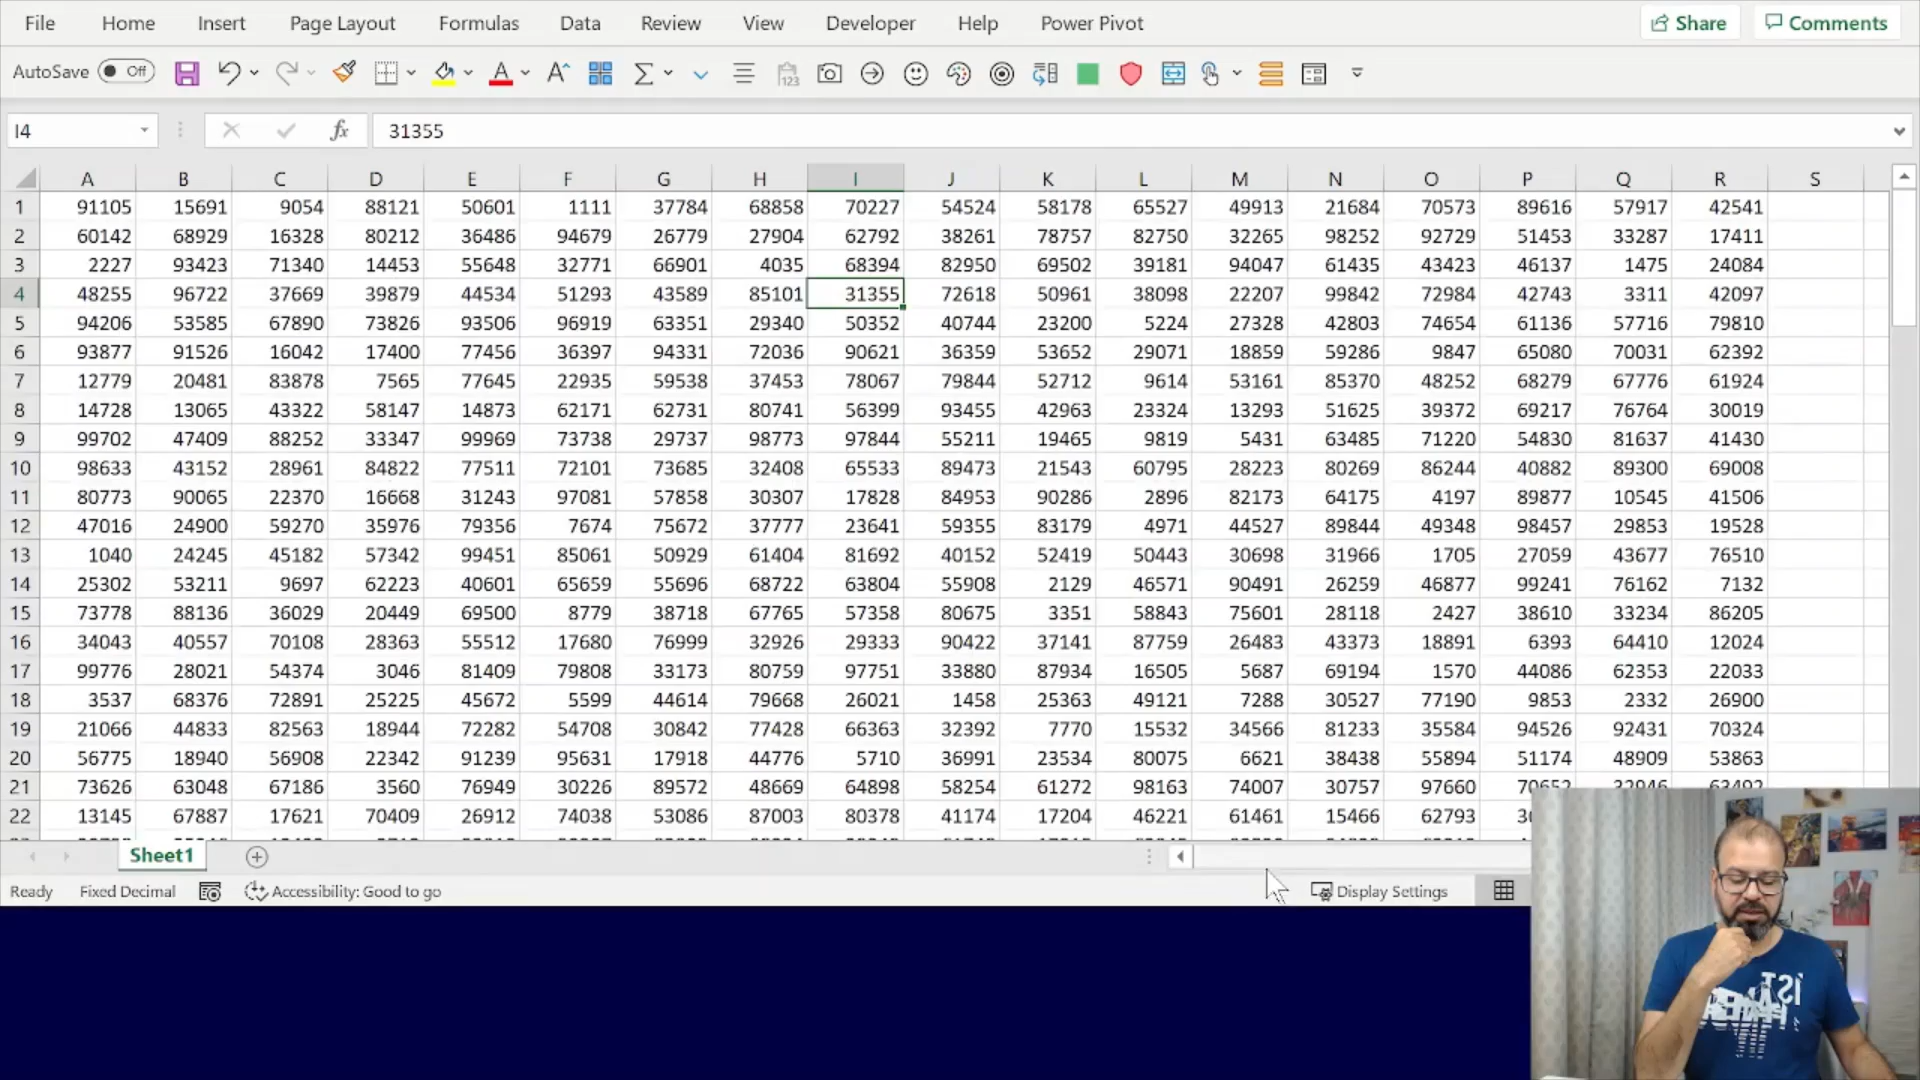 File Home Insert Page Layout Formulas Data Review View Developer Help Power Pivot Share Comments
AutoSave Off
I4 fx 31355
A B C D E F G H I J K L M N O P Q R S
1 91105 15691 9054 88121 50601 1111 37784 68858 70227 54524 58178 65527 49913 21684 70573 89616 57917 42541
2 60142 68929 16328 80212 36486 94679 26779 27904 62792 38261 78757 82750 32265 98252 92729 51453 33287 17411
3 2227 93423 71340 14453 55648 32771 66901 4035 68394 82950 69502 39181 94047 61435 43423 46137 1475 24084
4 48255 96722 37669 39879 44534 51293 43589 85101 31355 72618 50961 38098 22207 99842 72984 42743 3311 42097
5 94206 53585 67890 73826 93506 96919 63351 29340 50352 40744 23200 5224 27328 42803 74654 61136 57716 79810
6 93877 91526 16042 17400 77456 36397 94331 72036 90621 36359 53652 29071 18859 59286 9847 65080 70031 62392
7 12779 20481 83878 7565 77645 22935 59538 37453 78067 79844 52712 9614 53161 85370 48252 68279 67776 61924
8 14728 13065 43322 58147 14873 62171 62731 80741 56399 93455 42963 23324 13293 51625 39372 69217 76764 30019
9 99702 47409 88252 33347 99969 73738 29737 98773 97844 55211 19465 9819 5431 63485 71220 54830 81637 41430
10 98633 43152 28961 84822 77511 72101 73685 32408 65533 89473 21543 60795 28223 80269 86244 40882 89300 69008
11 80773 90065 22370 16668 31243 97081 57858 30307 17828 84953 90286 2896 82173 64175 4197 89877 10545 41506
12 47016 24900 59270 35976 79356 7674 75672 37777 23641 59355 83179 4971 44527 89844 49348 98457 29853 19528
13 1040 24245 45182 57342 99451 85061 50929 61404 81692 40152 52419 50443 30698 31966 1705 27059 43677 76510
14 25302 53211 9697 62223 40601 65659 55696 68722 63804 55908 2129 46571 90491 26259 46877 99241 76162 7132
15 73778 88136 36029 20449 69500 8779 38718 67765 57358 80675 3351 58843 75601 28118 2427 38610 33234 86205
16 34043 40557 70108 28363 55512 17680 76999 32926 29333 90422 37141 87759 26483 43373 18891 6393 64410 12024
17 99776 28021 54374 3046 81409 79808 33173 80759 97751 33880 87934 16505 5687 69194 1570 44086 62353 22033
18 3537 68376 72891 25225 45672 5599 44614 79668 26021 1458 25363 49121 7288 30527 77190 9853 2332 26900
19 21066 44833 82563 18944 72282 54708 30842 77428 66363 32392 7770 15532 34566 81233 35584 94526 92431 70324
20 56775 18940 56908 22342 91239 95631 17918 44776 5710 36991 23534 80075 6621 38438 55894 51174 48909 53863
21 73626 63048 67186 3560 76949 30226 89572 48669 64898 58254 61272 98163 74007 30757 97660
22 13145 67887 17621 70409 26912 74038 53086 87003 80378 41174 17204 46221 61461 15466 62793
Sheet1
Ready Fixed Decimal Accessibility: Good to go Display Settings